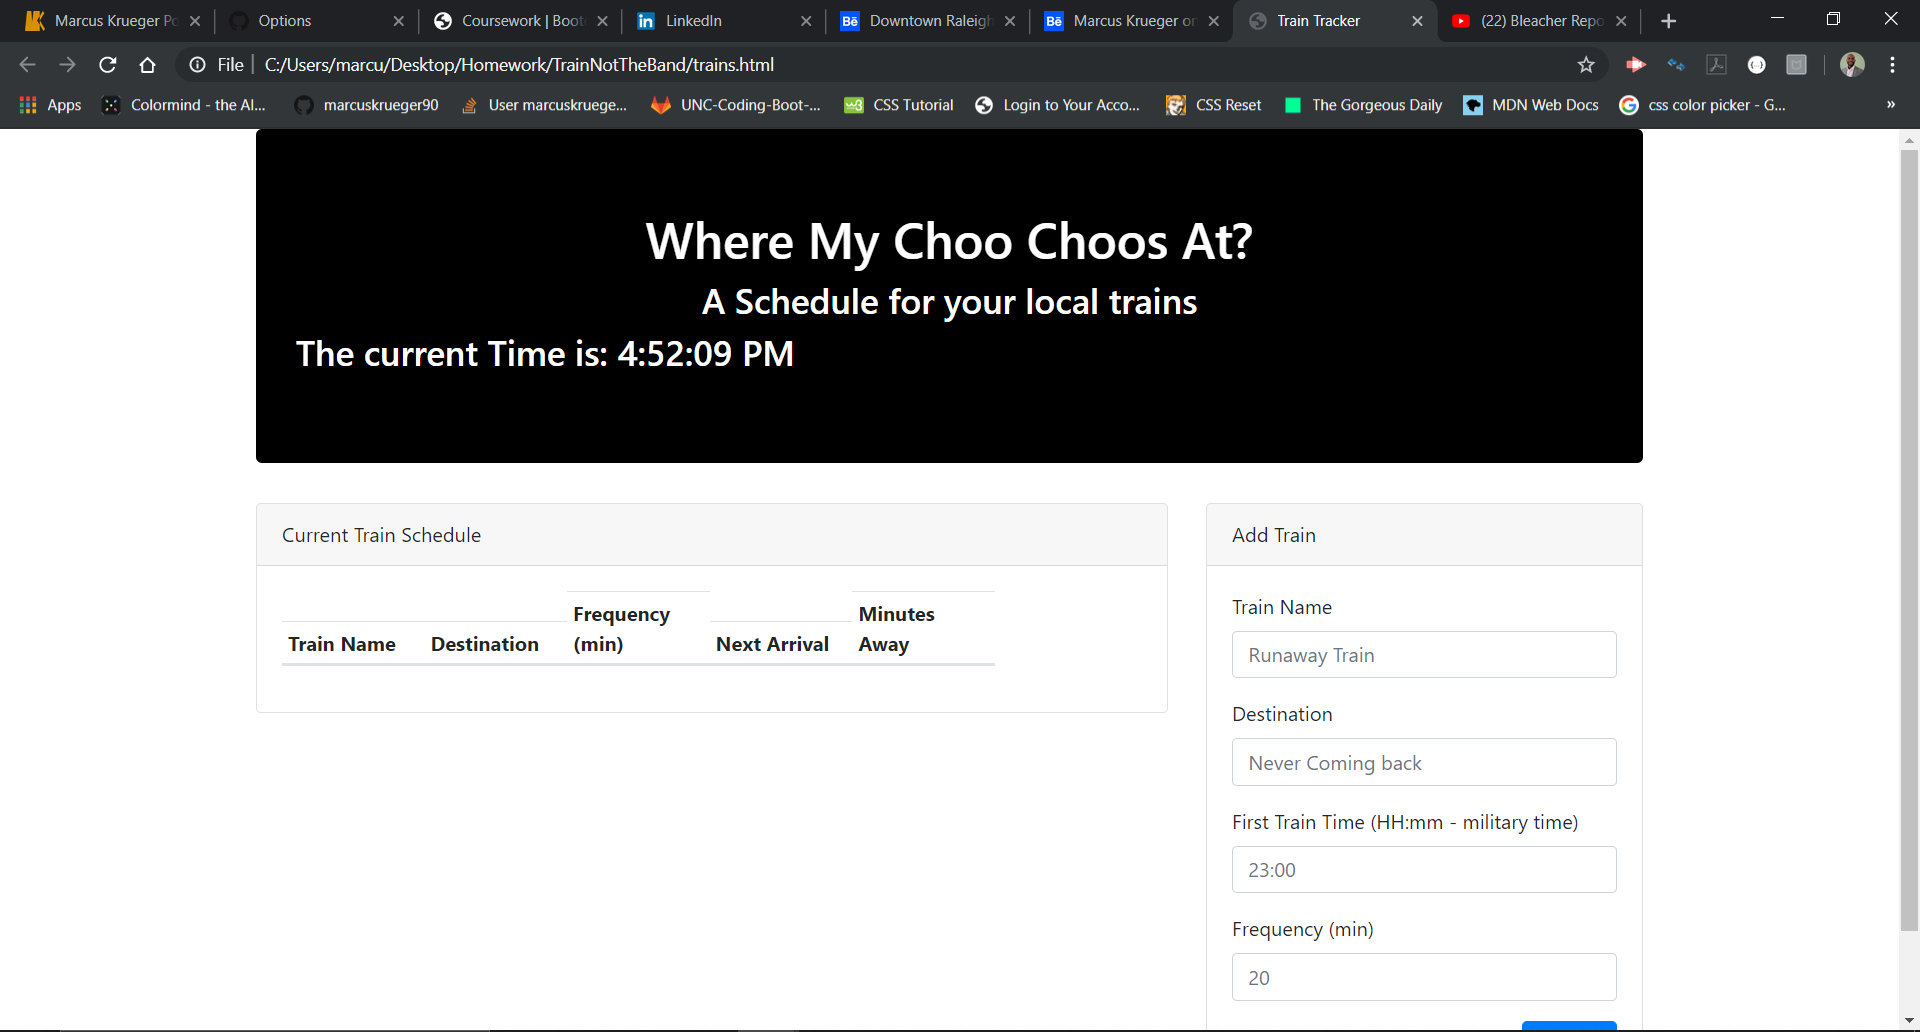 Marcus Krueger Po
Options
Coursework | Boot
LinkedIn
Downtown Raleigh
Marcus Krueger on
Train Tracker
(22) Bleacher Repo
File
C:/Users/marcu/Desktop/Homework/TrainNotTheBand/trains.html
Apps
Colormind - the AI...
marcuskrueger90
User marcuskruege...
UNC-Coding-Boot-...
CSS Tutorial
Login to Your Acco...
CSS Reset
The Gorgeous Daily
MDN Web Docs
css color picker - G...
»
Where My Choo Choos At?
A Schedule for your local trains
The current Time is: 4:52:09 PM
Current Train Schedule
Train Name
Destination
Frequency
(min)
Next Arrival
Minutes
Away
Add Train
Train Name
Runaway Train
Destination
Never Coming back
First Train Time (HH:mm - military time)
23:00
Frequency (min)
20